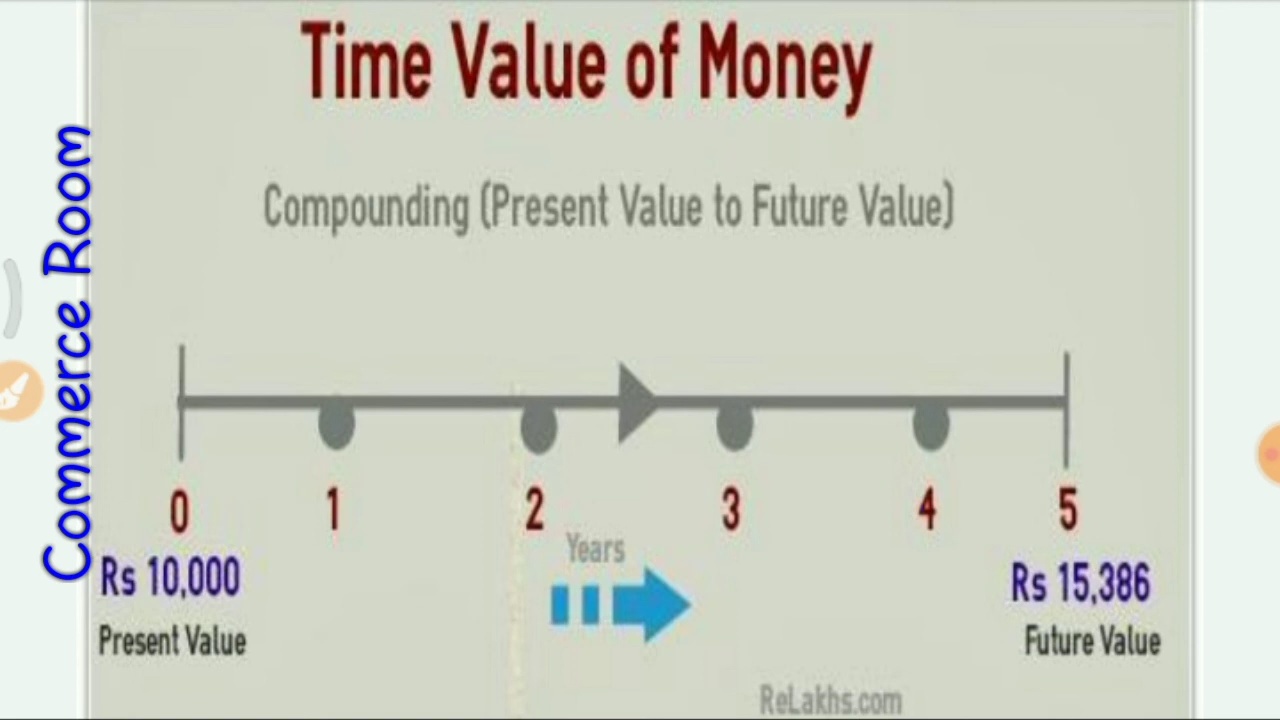 Time Value of Money
Commerce Room
Compounding (Present Value to Future Value)
0 1 2 3 4 5
Years
Rs 10,000 Rs 15,386
Present Value Future Value
ReLakhs.com